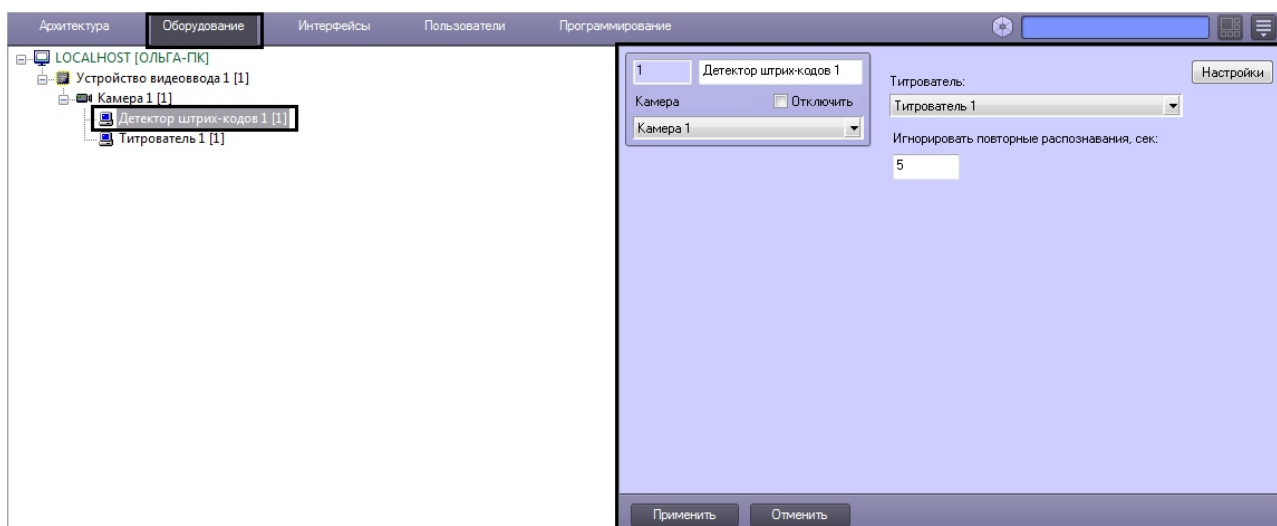 Архитектура Оборудование Интерфейсы Пользователи Программирование
LOCALHOST [ОЛЬГА-ПК]
Устройство видеоввода 1 [1]
Камера 1 [1]
Детектор штрих-кодов 1 [1]
Титрователь 1 [1]
1 Детектор штрих-кодов 1
Камера Отключить
Камера 1
Титрователь:
Настройки
Титрователь 1
Игнорировать повторные распознавания, сек:
5
Применить Отменить